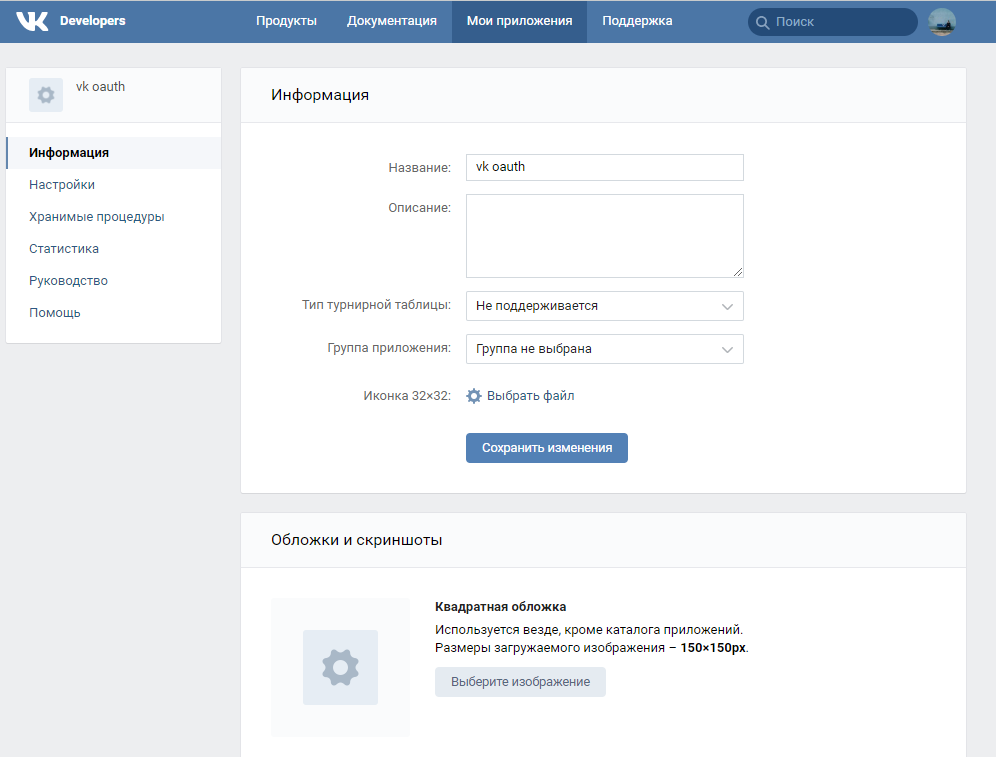 VK Developers Продукты Документация Мои приложения Поддержка Поиск
vk oauth
Информация
Настройки
Хранимые процедуры
Статистика
Руководство
Помощь
Информация
Название: vk oauth
Описание:
Тип турнирной таблицы: Не поддерживается
Группа приложения: Группа не выбрана
Иконка 32×32: Выбрать файл
Сохранить изменения
Обложки и скриншоты
Квадратная обложка
Используется везде, кроме каталога приложений.
Размеры загружаемого изображения – 150×150px.
Выберите изображение